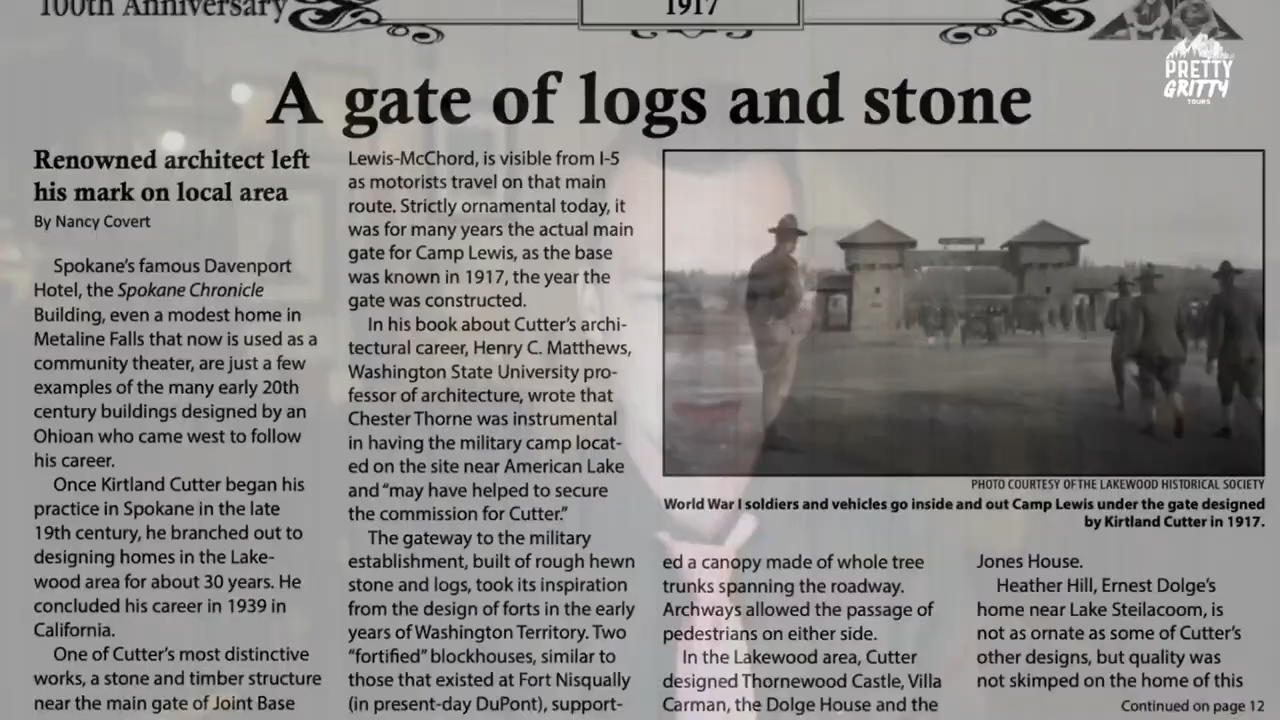 100th Anniversary
1917
PRETTY
GRITTY
TOURS
A gate of logs and stone
Renowned architect left
his mark on local area
By Nancy Covert
Spokane's famous Davenport
Hotel, the Spokane Chronicle
Building, even a modest home in
Metaline Falls that now is used as a
community theater, are just a few
examples of the many early 20th
century buildings designed by an
Ohioan who came west to follow
his career.
Once Kirtland Cutter began his
practice in Spokane in the late
19th century, he branched out to
designing homes in the Lake-
wood area for about 30 years. He
concluded his career in 1939 in
California.
One of Cutter's most distinctive
works, a stone and timber structure
near the main gate of Joint Base
Lewis-McChord, is visible from I-5
as motorists travel on that main
route. Strictly ornamental today, it
was for many years the actual main
gate for Camp Lewis, as the base
was known in 1917, the year the
gate was constructed.
In his book about Cutter's archi-
tectural career, Henry C. Matthews,
Washington State University pro-
fessor of architecture, wrote that
Chester Thorne was instrumental
in having the military camp locat-
ed on the site near American Lake
and "may have helped to secure
the commission for Cutter."
The gateway to the military
establishment, built of rough hewn
stone and logs, took its inspiration
from the design of forts in the early
years of Washington Territory. Two
"fortified" blockhouses, similar to
those that existed at Fort Nisqually
(in present-day DuPont), support-
PHOTO COURTESY OF THE LAKEWOOD HISTORICAL SOCIETY
World War I soldiers and vehicles go inside and out Camp Lewis under the gate designed
by Kirtland Cutter in 1917.
ed a canopy made of whole tree
trunks spanning the roadway.
Archways allowed the passage of
pedestrians on either side.
In the Lakewood area, Cutter
designed Thornewood Castle, Villa
Carman, the Dolge House and the
Jones House.
Heather Hill, Ernest Dolge's
home near Lake Steilacoom, is
not as ornate as some of Cutter's
other designs, but quality was
not skimped on the home of this
Continued on page 12